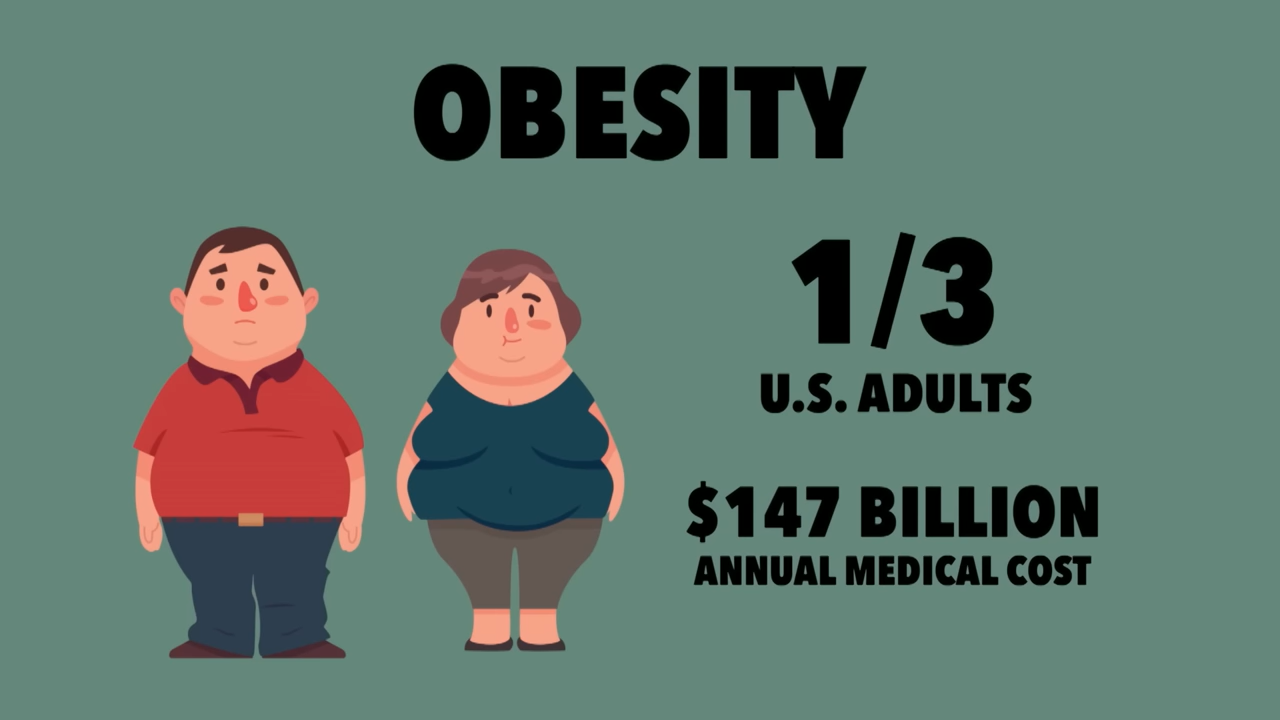 OBESITY
1/3
U.S. ADULTS
$147 BILLION
ANNUAL MEDICAL COST